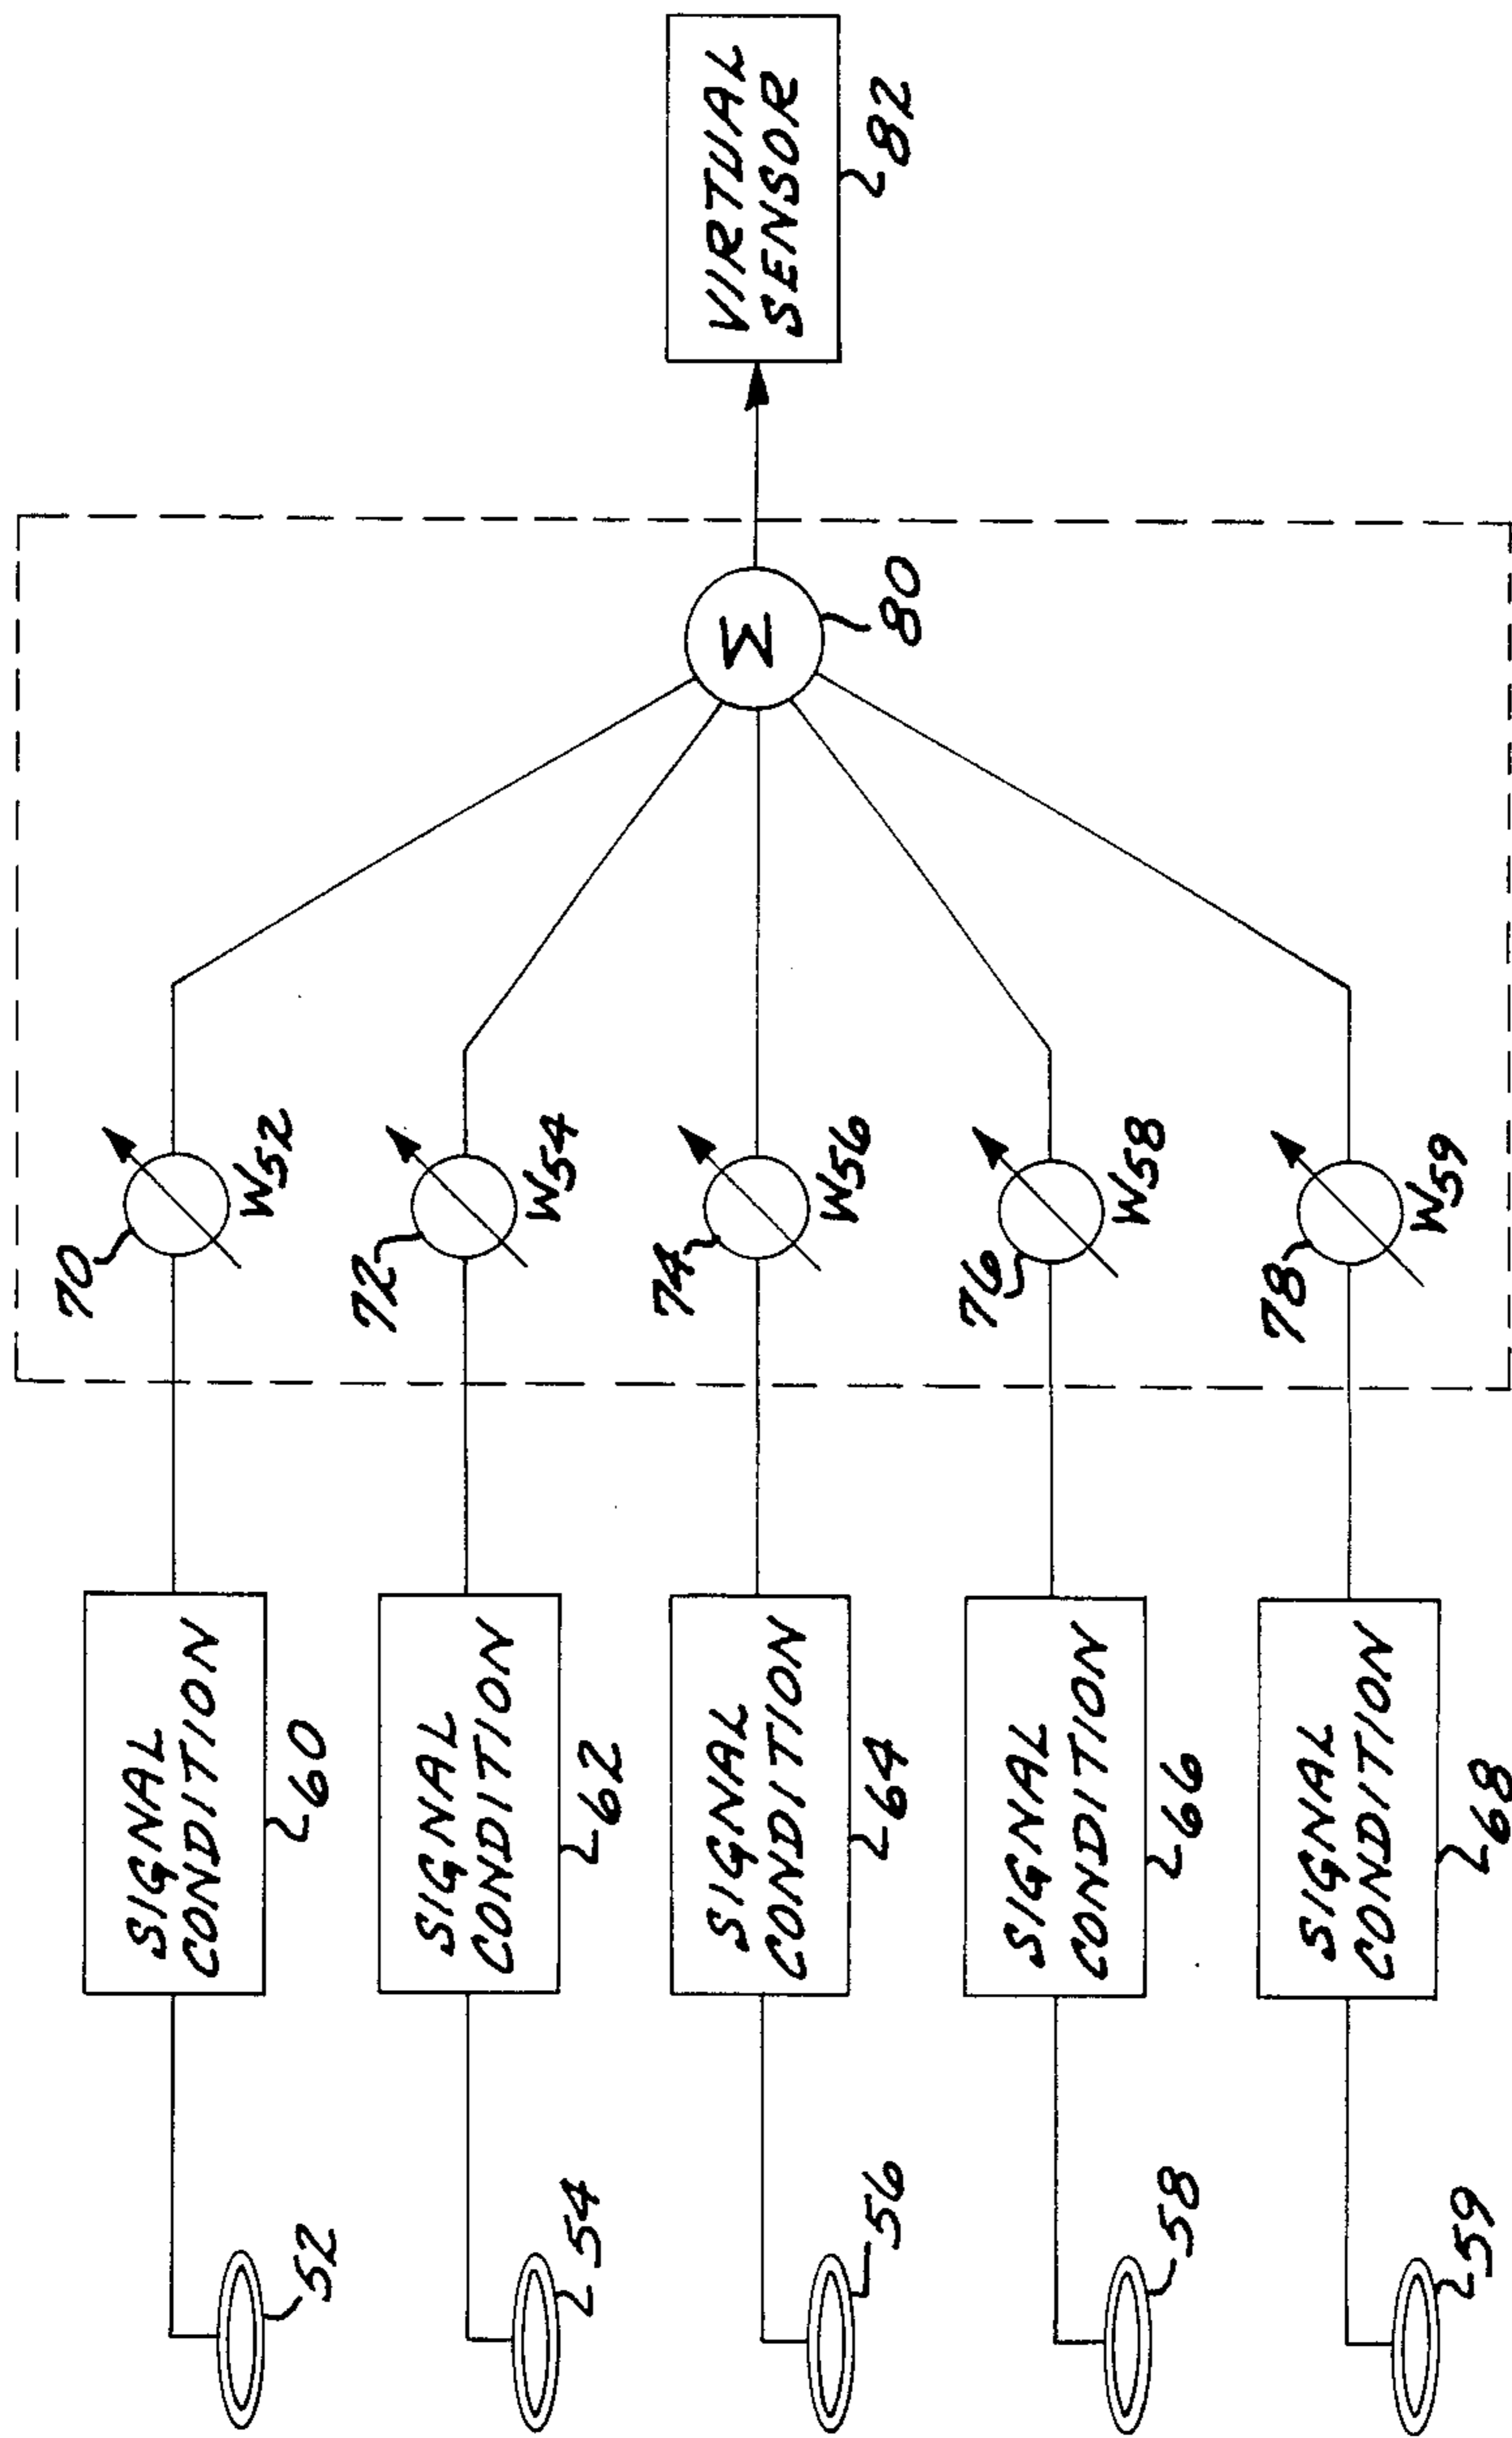 52
SIGNAL
CONDITION
60
70
W52
54
SIGNAL
CONDITION
62
72
W54
56
SIGNAL
CONDITION
64
74
W56
58
SIGNAL
CONDITION
66
76
W58
59
SIGNAL
CONDITION
68
78
W59
Σ
80
VIRTUAL
SENSOR
82